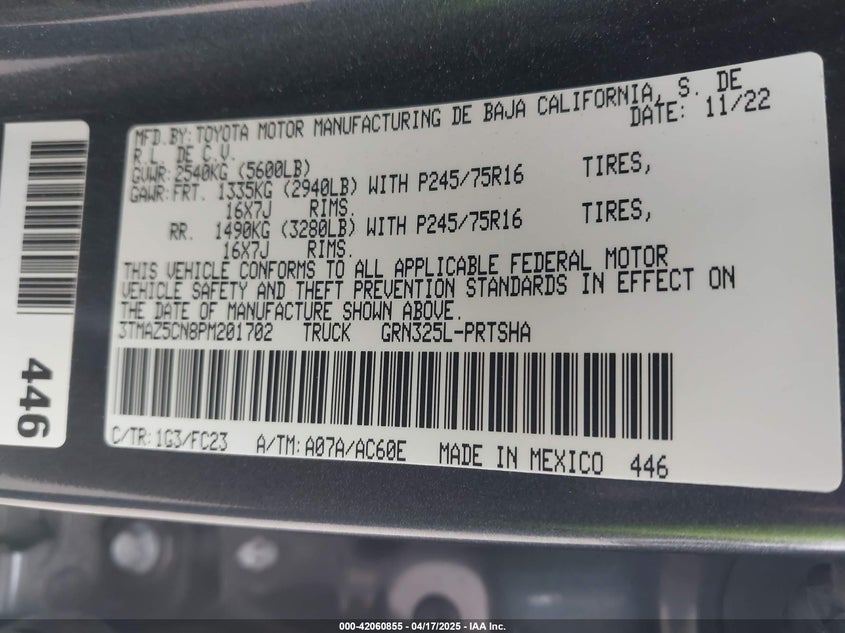 MFD.BY:TOYOTA MOTOR MANUFACTURING DE BAJA CALIFORNIA, S. DE
R.L. DE C.V. DATE: 11/22
GVWR:2540KG (5600LB)
GAWR:FRT. 1335KG (2940LB) WITH P245/75R16 TIRES,
16X7J RIMS.
RR. 1490KG (3280LB) WITH P245/75R16 TIRES,
16X7J RIMS.
THIS VEHICLE CONFORMS TO ALL APPLICABLE FEDERAL MOTOR
VEHICLE SAFETY AND THEFT PREVENTION STANDARDS IN EFFECT ON
THE DATE OF MANUFACTURE SHOWN ABOVE.
3TMAZ5CN8PM201702 TRUCK GRN325L-PRTSHA
C/TR:1G3/FC23 A/TM:A07A/AC60E MADE IN MEXICO 446
446
000-42060855 - 04/17/2025 - IAA Inc.